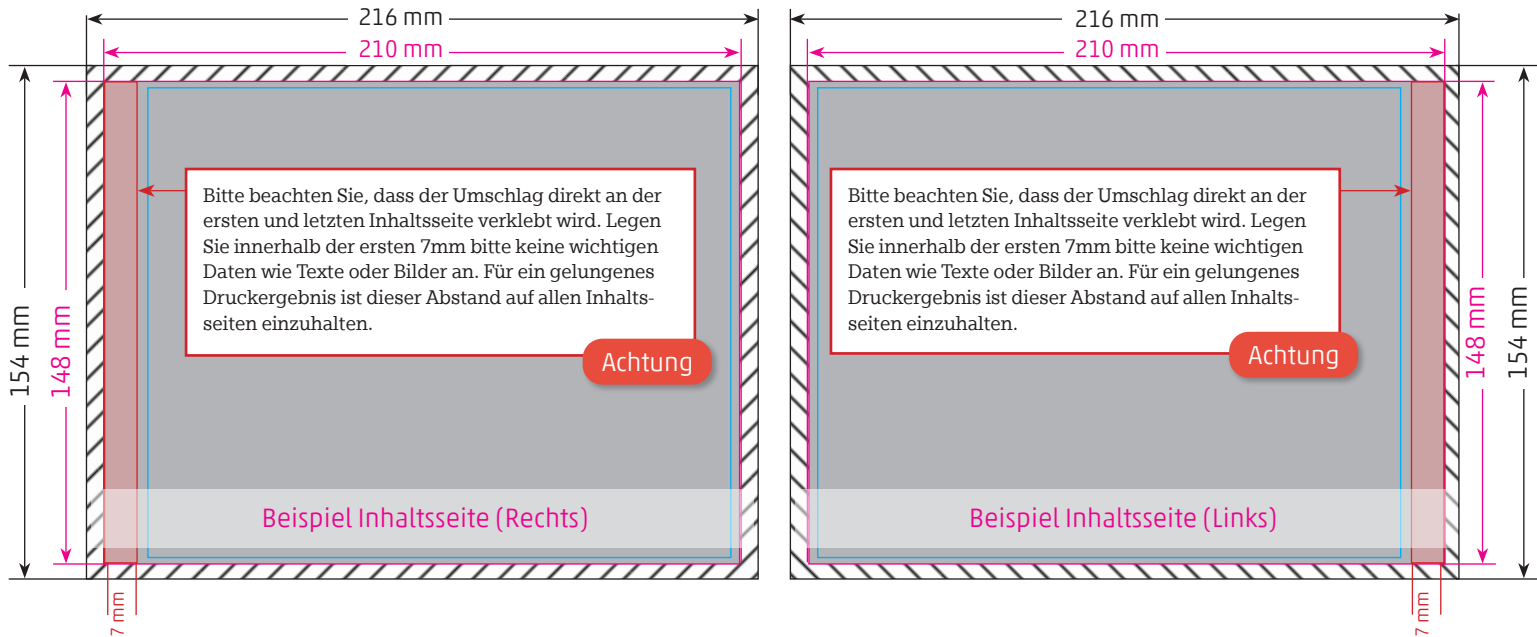 216 mm
210 mm
154 mm
148 mm
Bitte beachten Sie, dass der Umschlag direkt an der
ersten und letzten Inhaltsseite verklebt wird. Legen
Sie innerhalb der ersten 7mm bitte keine wichtigen
Daten wie Texte oder Bilder an. Für ein gelungenes
Druckergebnis ist dieser Abstand auf allen Inhalts-
seiten einzuhalten.
Achtung
Beispiel Inhaltsseite (Rechts)
7 mm
216 mm
210 mm
Bitte beachten Sie, dass der Umschlag direkt an der
ersten und letzten Inhaltsseite verklebt wird. Legen
Sie innerhalb der ersten 7mm bitte keine wichtigen
Daten wie Texte oder Bilder an. Für ein gelungenes
Druckergebnis ist dieser Abstand auf allen Inhalts-
seiten einzuhalten.
Achtung
148 mm
154 mm
Beispiel Inhaltsseite (Links)
7 mm